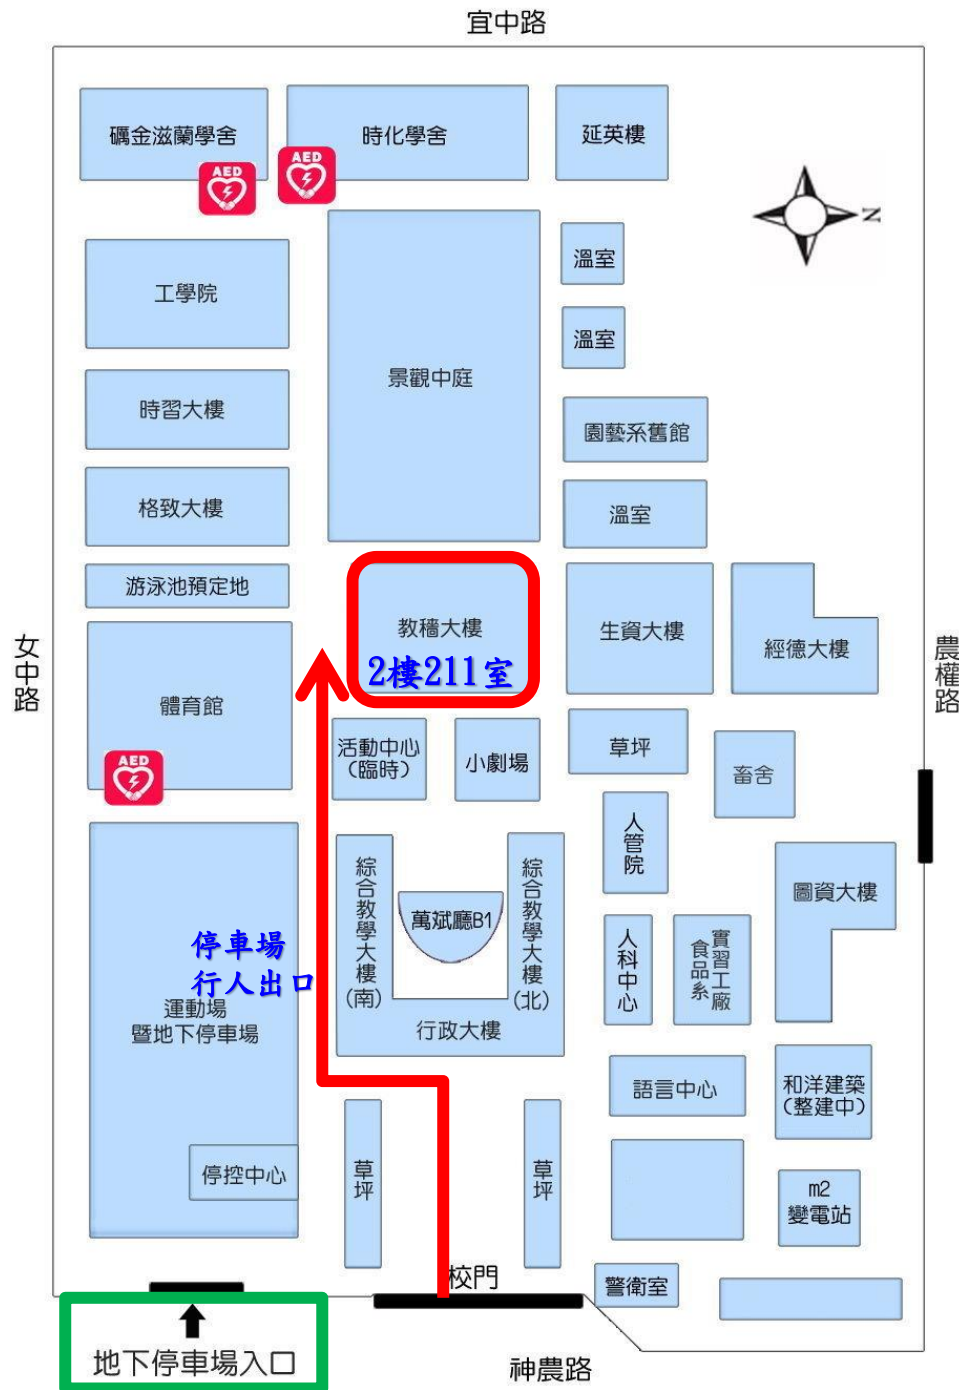 宜中路
礪金滋蘭學舍
時化學舍
延英樓
AED
AED
N
溫室
工學院
溫室
景觀中庭
時習大樓
園藝系舊館
格致大樓
溫室
游泳池預定地
教穡大樓
2樓211室
生資大樓
經德大樓
女中路
農權路
體育館
活動中心
(臨時)
小劇場
草坪
畜舍
AED
人管院
綜合教學大樓(南)
萬斌廳B1
綜合教學大樓(北)
圖資大樓
停車場
行人出口
人科中心
實習工廠
食品系
運動場
暨地下停車場
行政大樓
語言中心
和洋建築
(整建中)
停控中心
草坪
草坪
m2
變電站
校門
警衛室
地下停車場入口
神農路